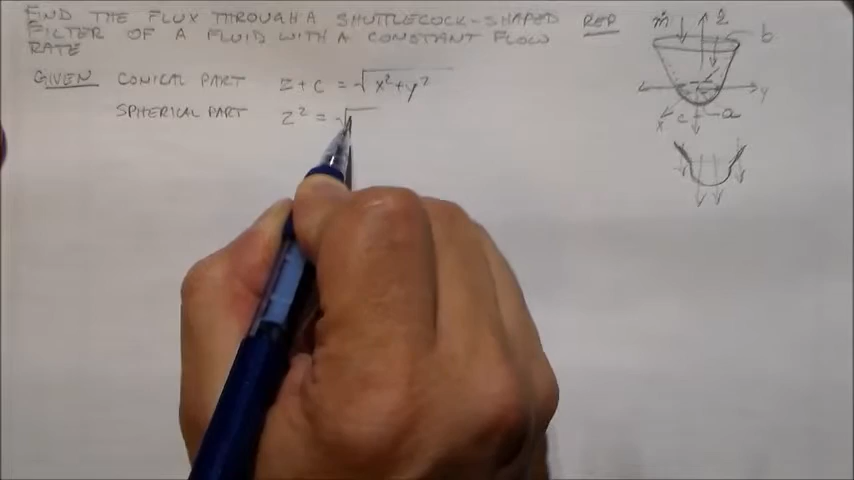 FIND THE FLUX THROUGH A SHUTTLECOCK-SHAPED REP
FILTER OF A FLUID WITH A CONSTANT FLOW
RATE
ṁ ẑ b
GIVEN CONICAL PART z + c = √x²+y²
y
SPHERICAL PART z² = √
x c a